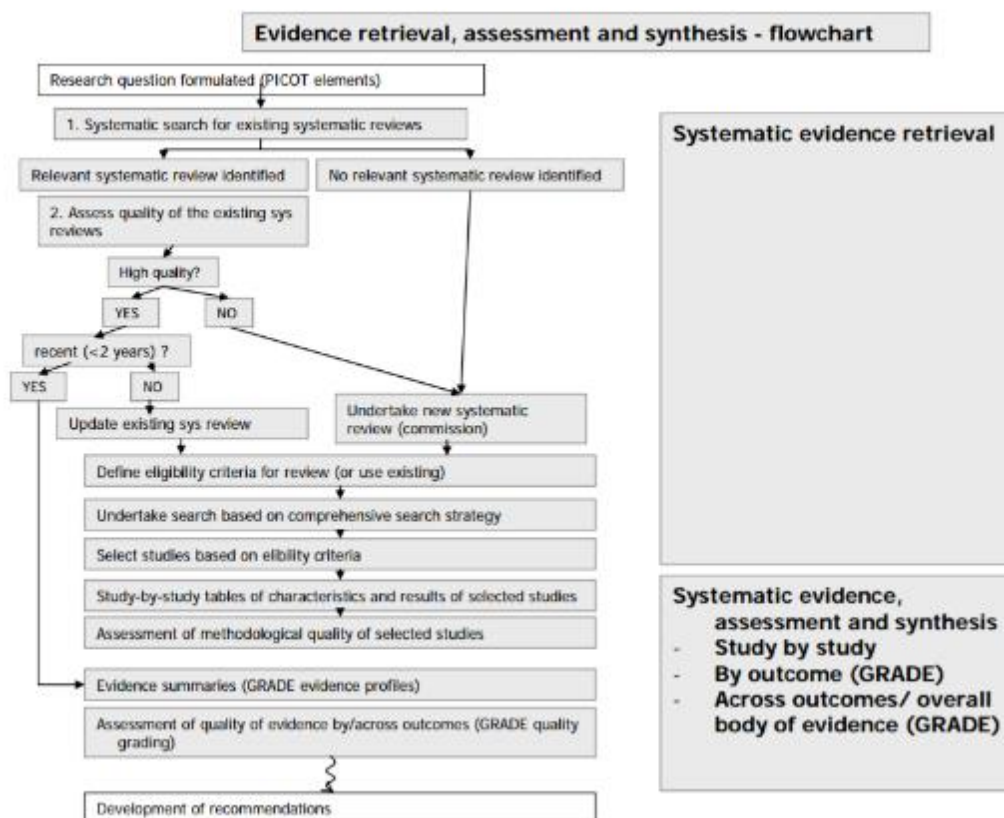 Evidence retrieval, assessment and synthesis - flowchart
Research question formulated (PICOT elements)
1. Systematic search for existing systematic reviews
Relevant systematic review identified
No relevant systematic review identified
2. Assess quality of the existing sys
reviews
High quality?
YES
NO
recent (<2 years) ?
YES
NO
Update existing sys review
Undertake new systematic
review (commission)
Define eligibility criteria for review (or use existing)
Undertake search based on comprehensive search strategy
Select studies based on elibility criteria
Study-by-study tables of characteristics and results of selected studies
Assessment of methodological quality of selected studies
Evidence summaries (GRADE evidence profiles)
Assessment of quality of evidence by/across outcomes (GRADE quality
grading)
Development of recommendations
Systematic evidence retrieval
Systematic evidence,
assessment and synthesis
- Study by study
- By outcome (GRADE)
- Across outcomes/ overall
body of evidence (GRADE)